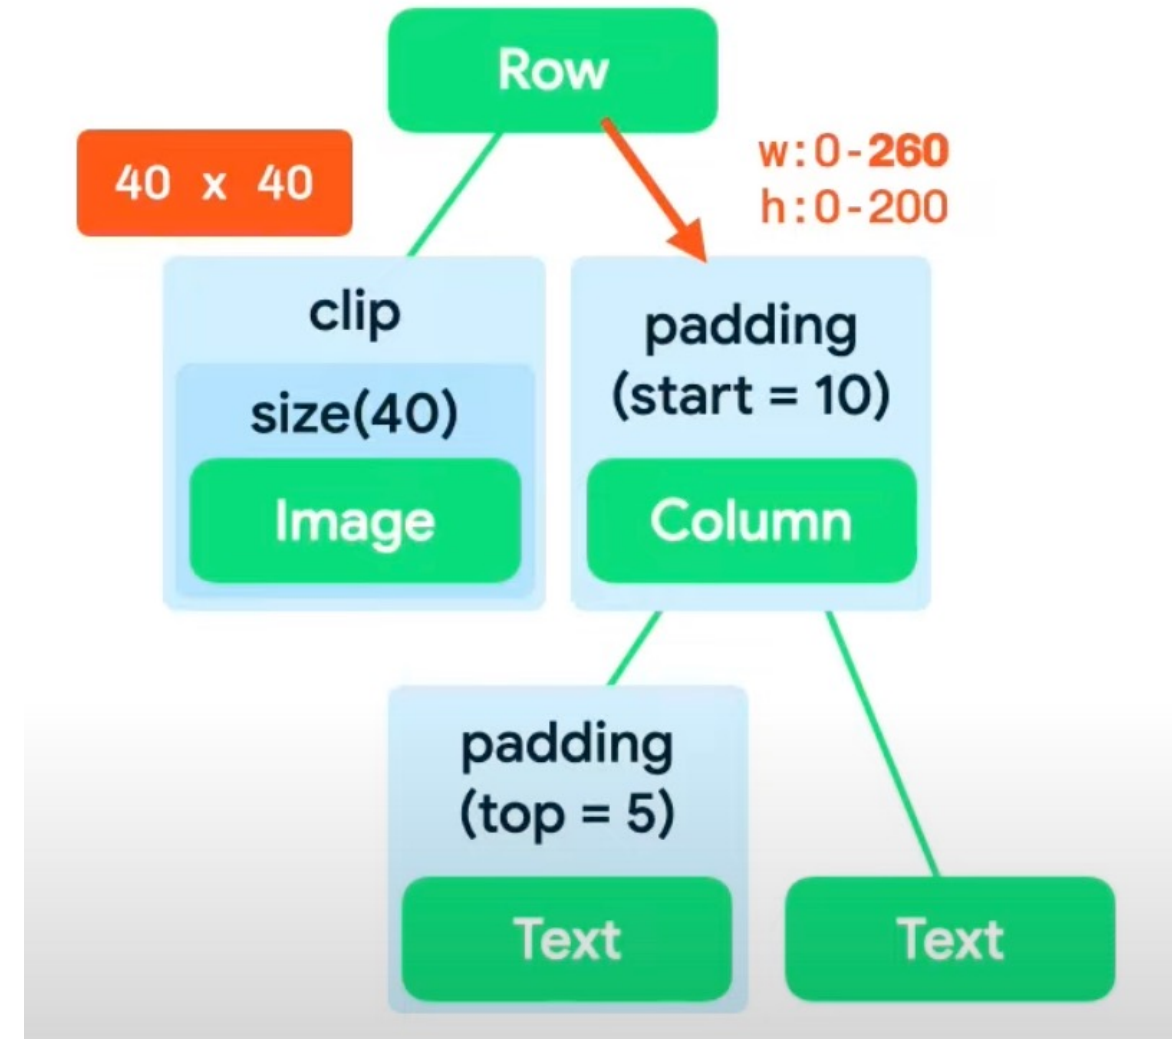 Row
40 x 40
w:0-260
h:0-200
clip
size(40)
Image
padding
(start = 10)
Column
padding
(top = 5)
Text
Text